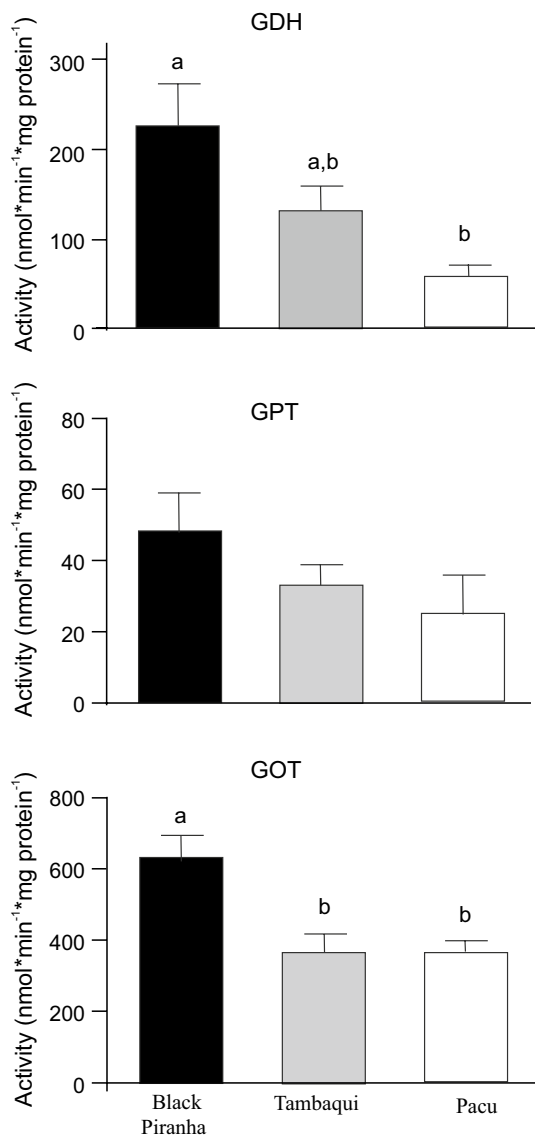 GDH
Activity (nmol*min⁻¹*mg protein⁻¹)
300
200
100
0
a
a,b
b
GPT
Activity (nmol*min⁻¹*mg protein⁻¹)
80
60
40
20
0
GOT
Activity (nmol*min⁻¹*mg protein⁻¹)
800
600
400
200
0
a
b
b
Black
Piranha
Tambaqui
Pacu